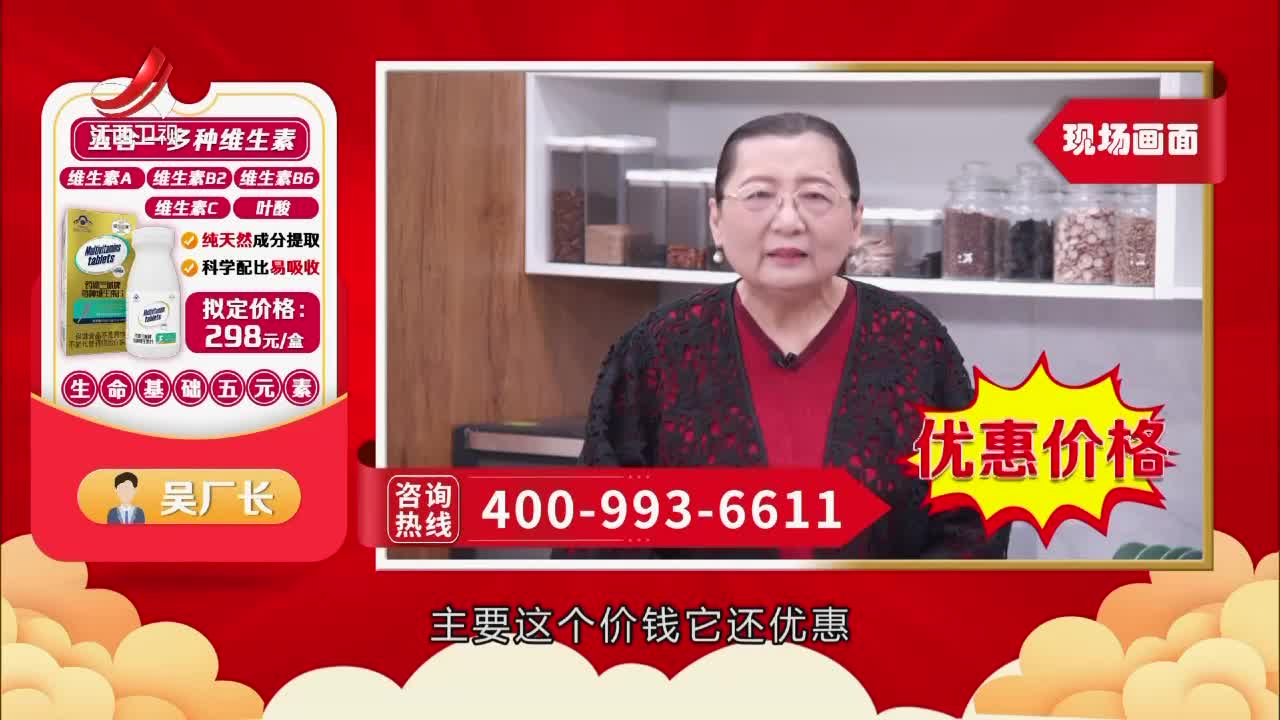 江西卫视
多种维生素
维生素A 维生素B2 维生素B6
维生素C 叶酸
纯天然成分提取
科学配比易吸收
Multivitamins
tablets
拟定价格：
298元/盒
生命基础五元素
吴厂长
现场画面
优惠价格
咨询
热线
400-993-6611
主要这个价钱它还优惠